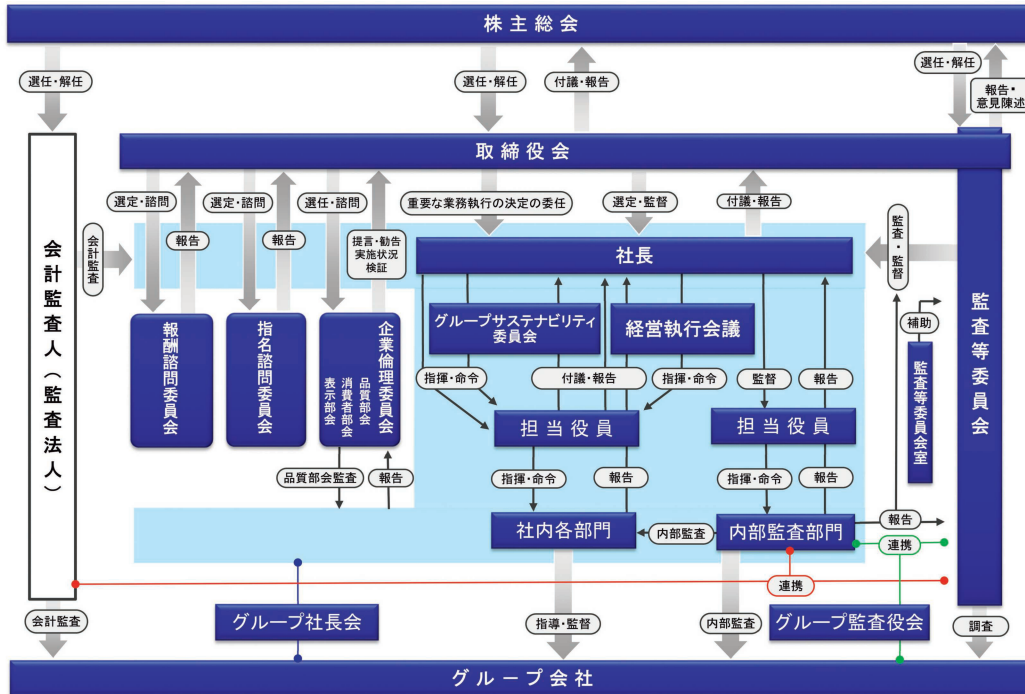 株主総会
選任・解任
選任・解任
付議・報告
選任・解任
報告・
意見陳述
取締役会
選定・諮問
報告
選定・諮問
報告
選任・諮問
提言・勧告
実施状況
検証
重要な業務執行の決定の委任
選定・監督
付議・報告
会計監査人（監査法人）
会計監査
社長
監査・監督
監査等委員会
報酬諮問委員会
指名諮問委員会
企業倫理委員会
品質部会
消費者部会
表示部会
グループサステナビリティ
委員会
経営執行会議
補助
監査等委員会室
指揮・命令
付議・報告
指揮・命令
監督
報告
担当役員
担当役員
品質部会監査
報告
指揮・命令
報告
指揮・命令
報告
社内各部門
内部監査
内部監査部門
報告
連携
連携
会計監査
グループ社長会
指導・監督
内部監査
グループ監査役会
調査
グループ会社